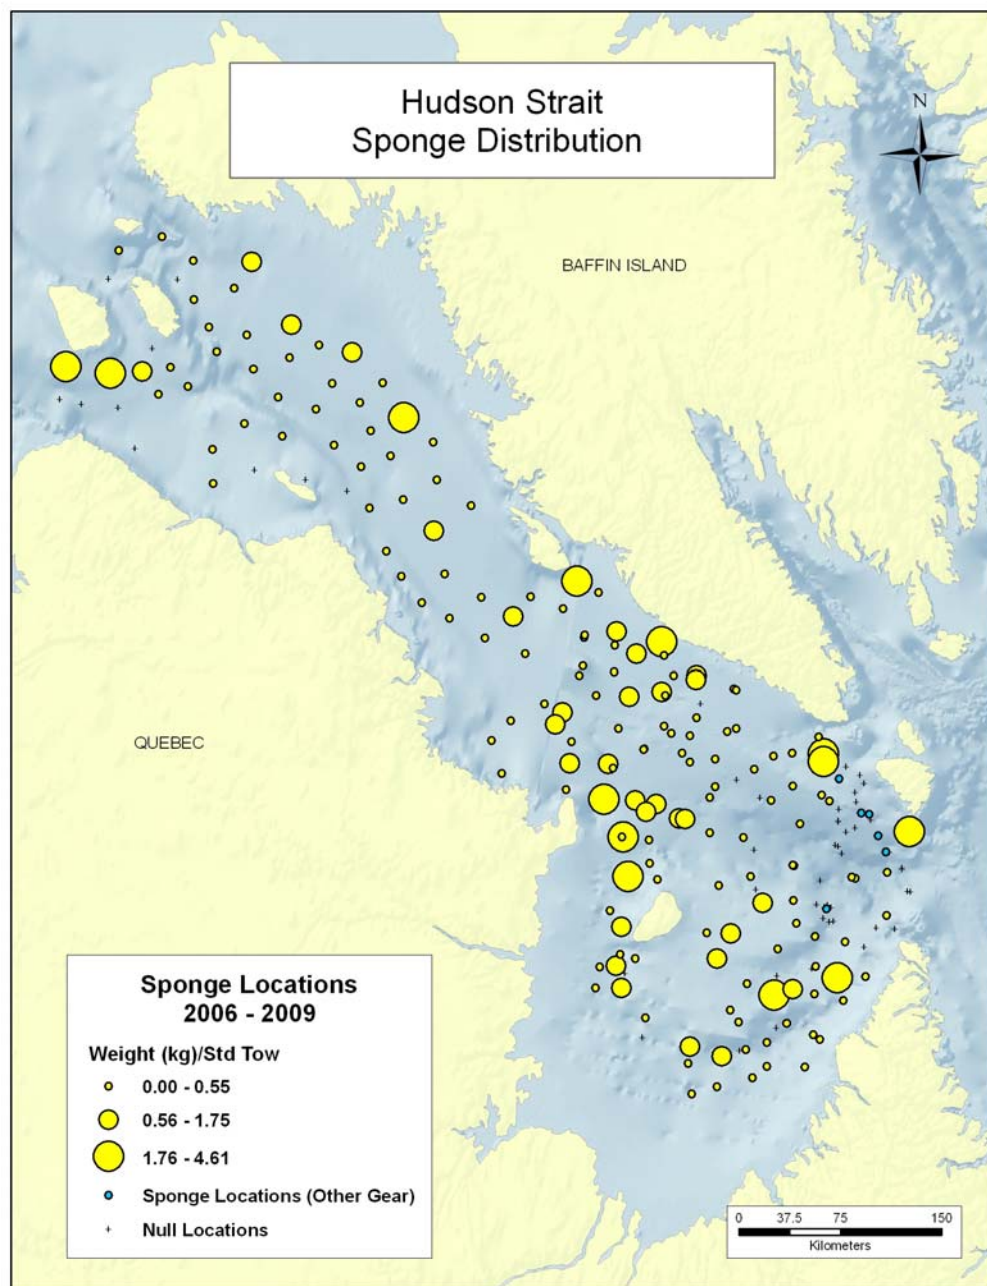 Hudson Strait
Sponge Distribution
N
BAFFIN ISLAND
QUEBEC
Sponge Locations
2006 - 2009
Weight (kg)/Std Tow
0.00 - 0.55
0.56 - 1.75
1.76 - 4.61
Sponge Locations (Other Gear)
Null Locations
0 37.5 75 150
Kilometers